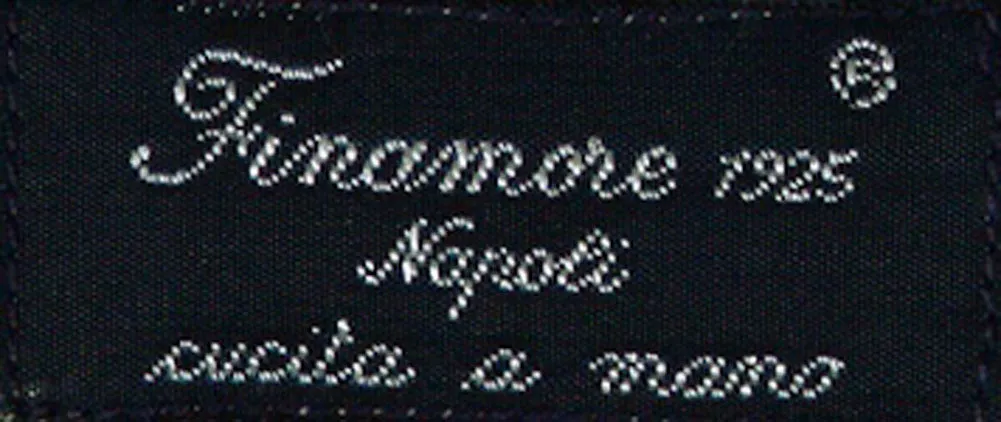 Finamore 1925 ®
Napoli
cucita a mano